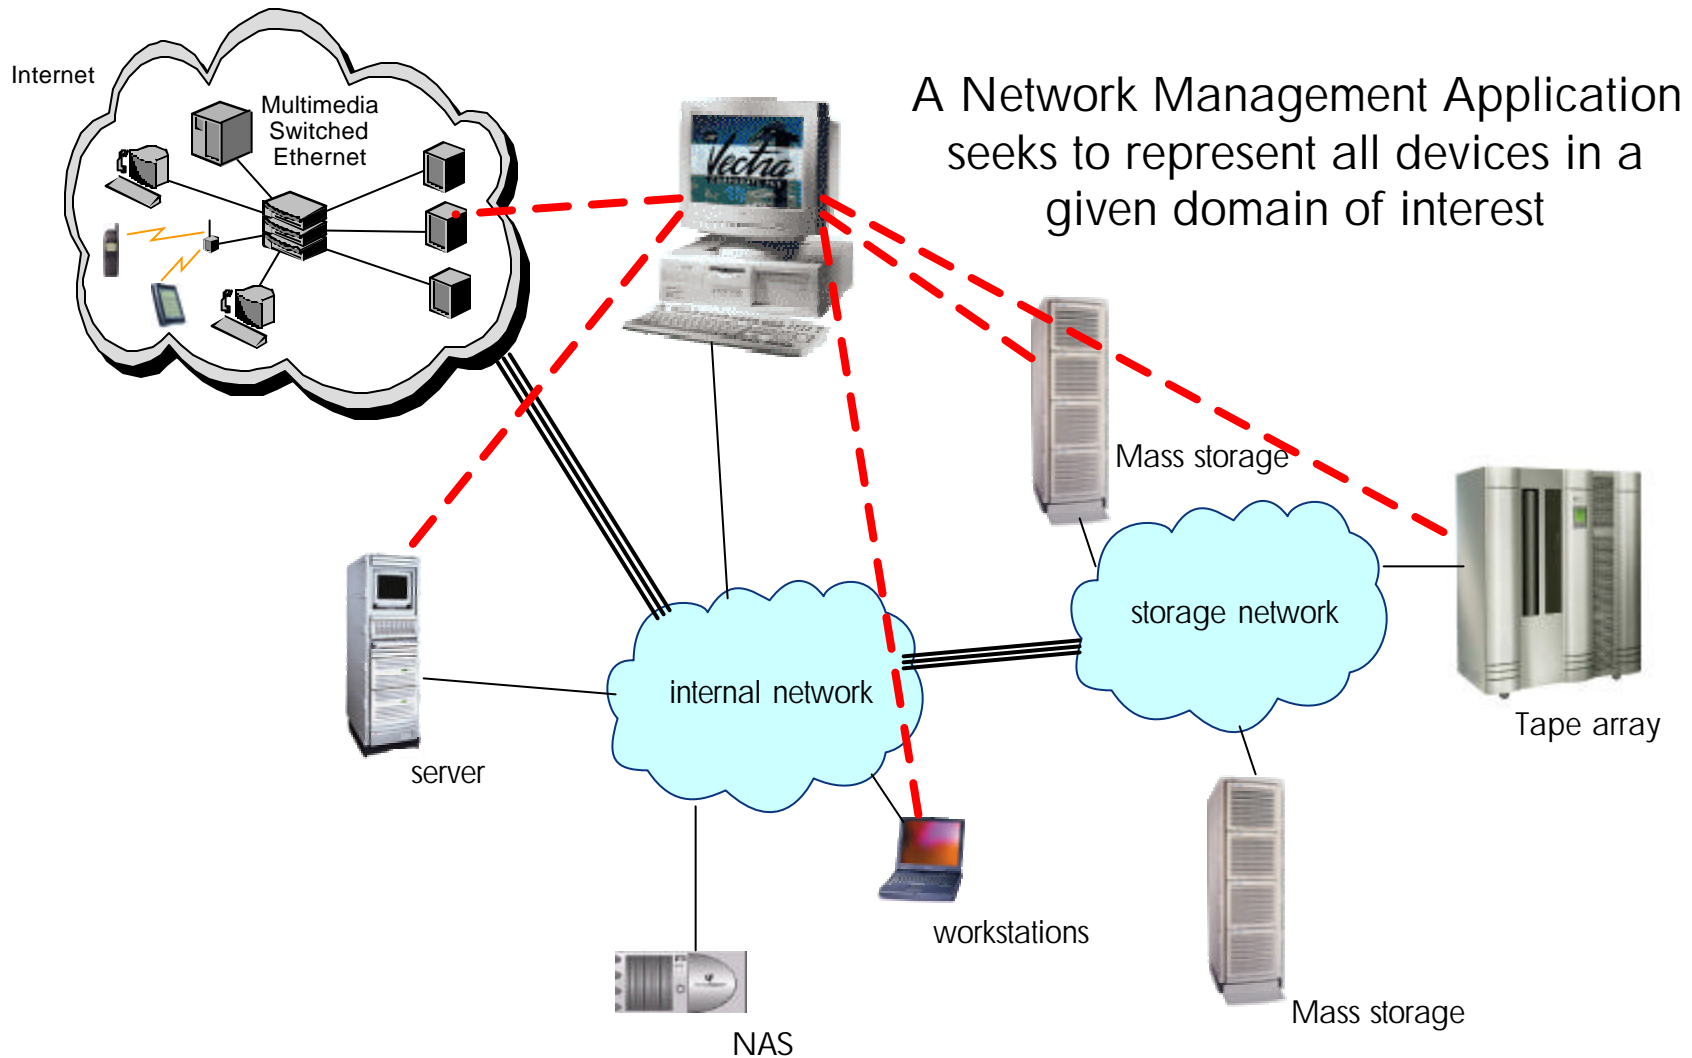 Internet
Multimedia
Switched
Ethernet
Vectra
A Network Management Application
seeks to represent all devices in a
given domain of interest
Mass storage
storage network
internal network
Tape array
server
workstations
Mass storage
NAS